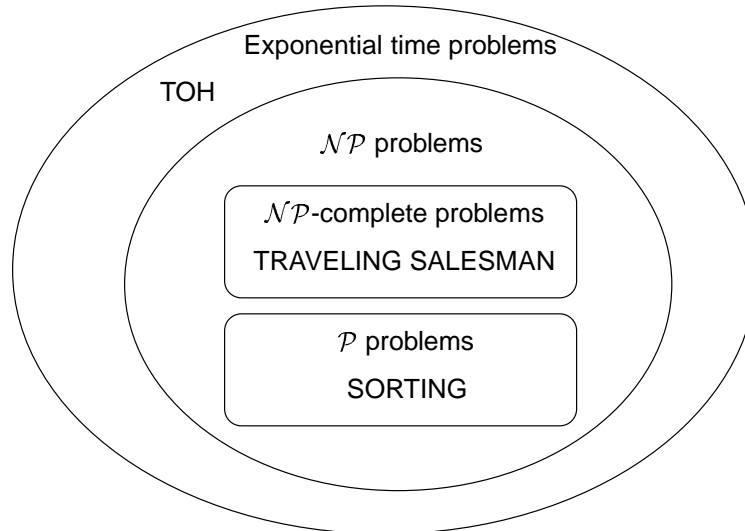 Exponential time problems
TOH
𝒩𝒫 problems
𝒩𝒫-complete problems
TRAVELING SALESMAN
𝒫 problems
SORTING